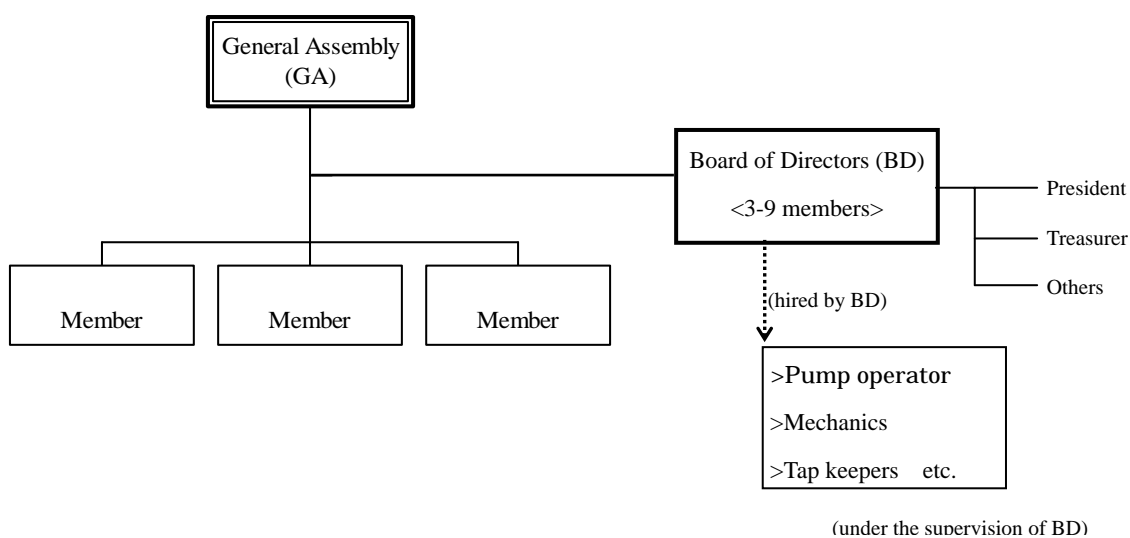 General Assembly
(GA)
Board of Directors (BD)
<3-9 members>
President
Treasurer
Others
(hired by BD)
Member
Member
Member
>Pump operator
>Mechanics
>Tap keepers    etc.
(under the supervision of BD)